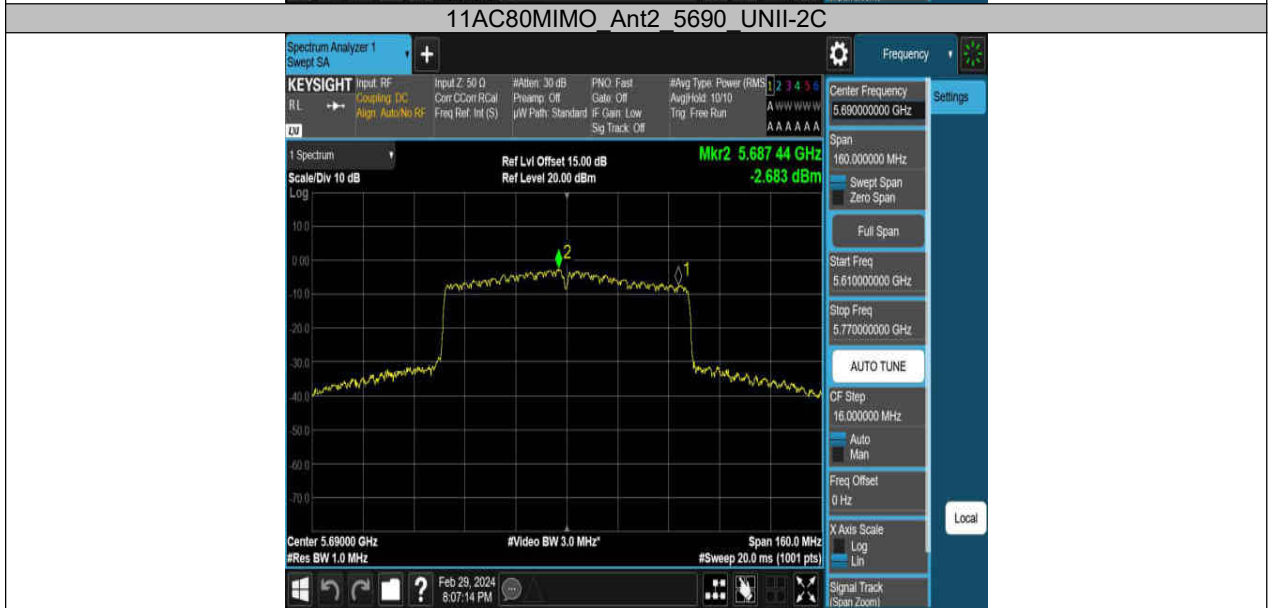 11AC80MIMO_Ant2_5690_UNII-2C
Spectrum Analyzer 1
Swept SA
+
Frequency
KEYSIGHT
RL
LXI
Input: RF
Coupling: DC
Align: Auto/No RF
Input Z: 50 Ω
Corr CCorr RCal
Freq Ref: Int (S)
#Atten: 30 dB
Preamp: Off
µW Path: Standard
PNO: Fast
Gate: Off
IF Gain: Low
Sig Track: Off
#Avg Type: Power (RMS
Avg|Hold: 10/10
Trig: Free Run
1 2 3 4 5 6
A W W W W W
A A A A A A
Center Frequency
5.690000000 GHz
Settings
Span
160.000000 MHz
Swept Span
Zero Span
Full Span
Start Freq
5.610000000 GHz
Stop Freq
5.770000000 GHz
AUTO TUNE
CF Step
16.000000 MHz
Auto
Man
Freq Offset
0 Hz
X Axis Scale
Log
Lin
Local
Signal Track
(Span Zoom)
1 Spectrum
Scale/Div 10 dB
Ref Lvl Offset 15.00 dB
Ref Level 20.00 dBm
Mkr2 5.687 44 GHz
-2.683 dBm
Log
10.0
0.00
-10.0
-20.0
-30.0
-40.0
-50.0
-60.0
-70.0
2
1
Center 5.69000 GHz
#Res BW 1.0 MHz
#Video BW 3.0 MHz*
Span 160.0 MHz
#Sweep 20.0 ms (1001 pts)
?
Feb 29, 2024
8:07:14 PM